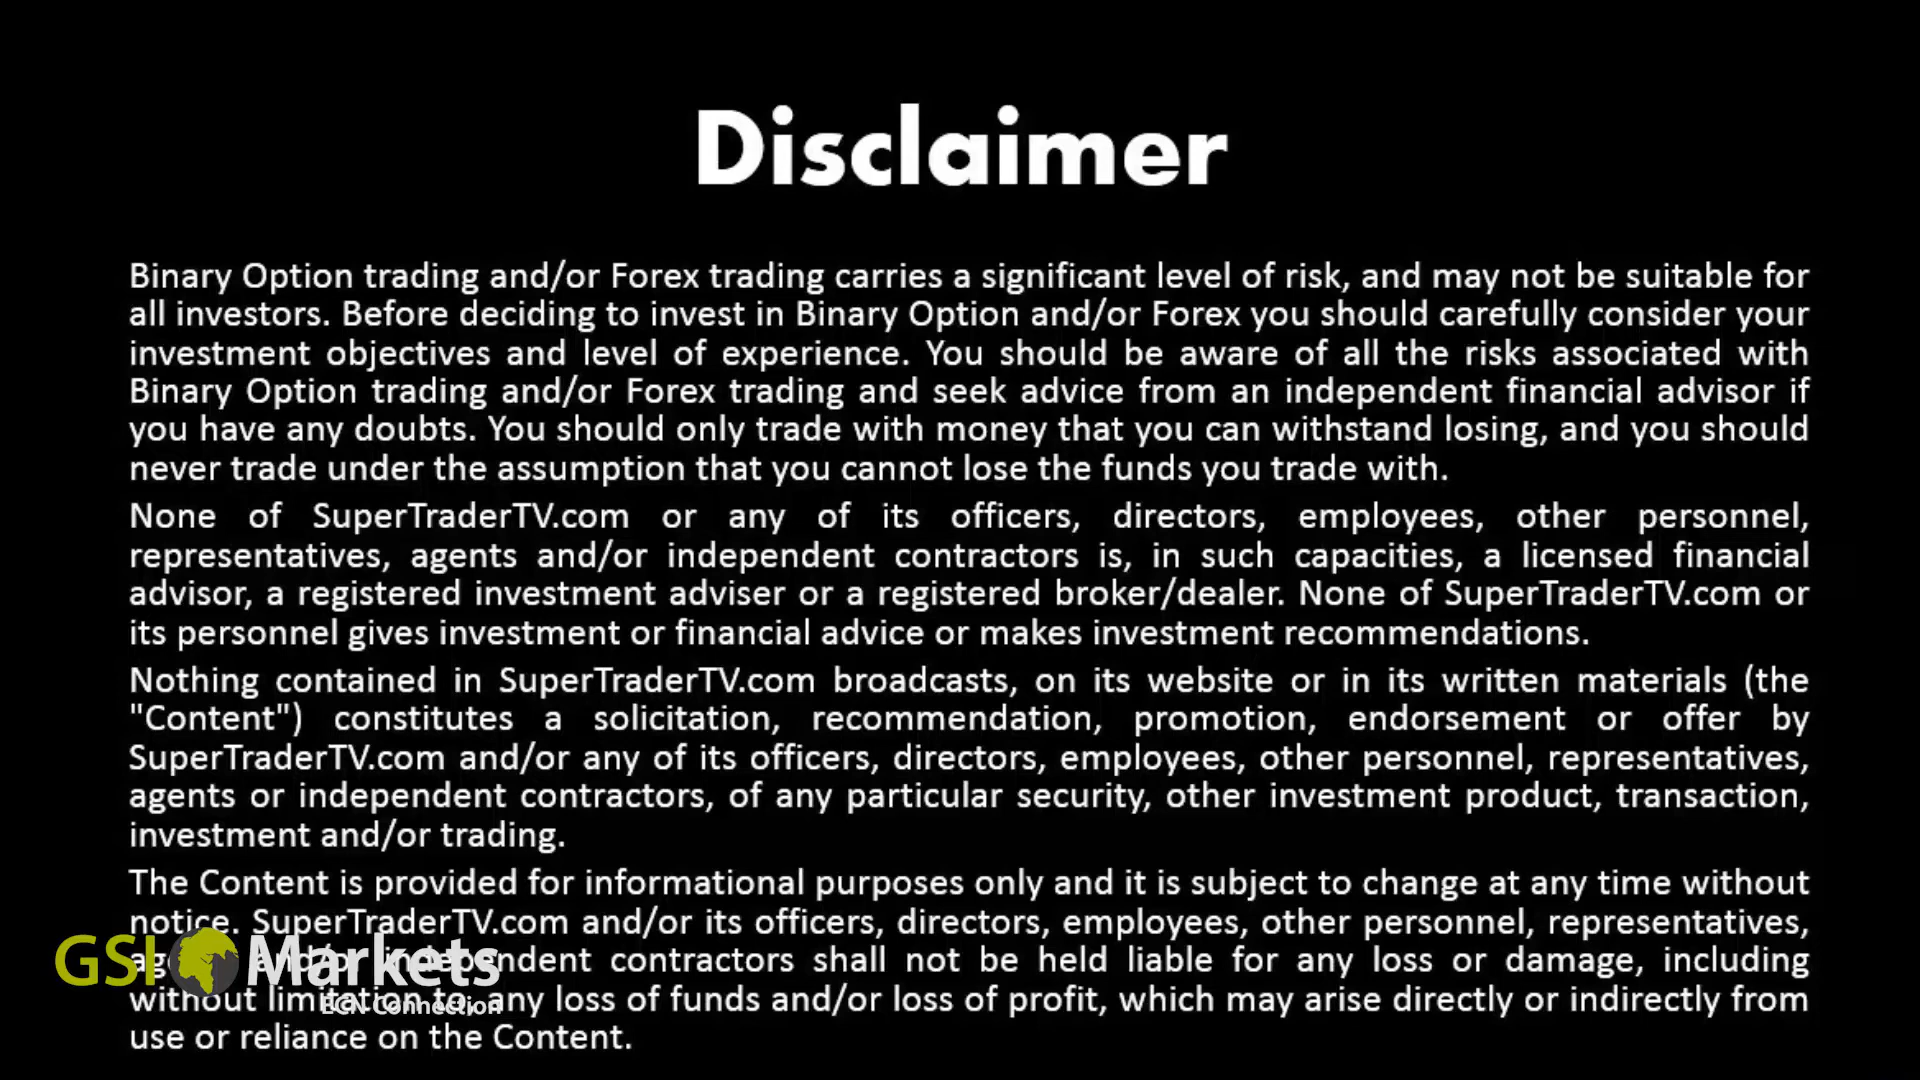 Disclaimer
Binary Option trading and/or Forex trading carries a significant level of risk, and may not be suitable for
all investors. Before deciding to invest in Binary Option and/or Forex you should carefully consider your
investment objectives and level of experience. You should be aware of all the risks associated with
Binary Option trading and/or Forex trading and seek advice from an independent financial advisor if
you have any doubts. You should only trade with money that you can withstand losing, and you should
never trade under the assumption that you cannot lose the funds you trade with.
None of SuperTraderTV.com or any of its officers, directors, employees, other personnel,
representatives, agents and/or independent contractors is, in such capacities, a licensed financial
advisor, a registered investment adviser or a registered broker/dealer. None of SuperTraderTV.com or
its personnel gives investment or financial advice or makes investment recommendations.
Nothing contained in SuperTraderTV.com broadcasts, on its website or in its written materials (the
"Content") constitutes a solicitation, recommendation, promotion, endorsement or offer by
SuperTraderTV.com and/or any of its officers, directors, employees, other personnel, representatives,
agents or independent contractors, of any particular security, other investment product, transaction,
investment and/or trading.
The Content is provided for informational purposes only and it is subject to change at any time without
notice. SuperTraderTV.com and/or its officers, directors, employees, other personnel, representatives,
contractors shall not be held liable for any loss or damage, including
without limitation to, any loss of funds and/or loss of profit, which may arise directly or indirectly from
use or reliance on the Content.
GSI Markets
ECN Connection